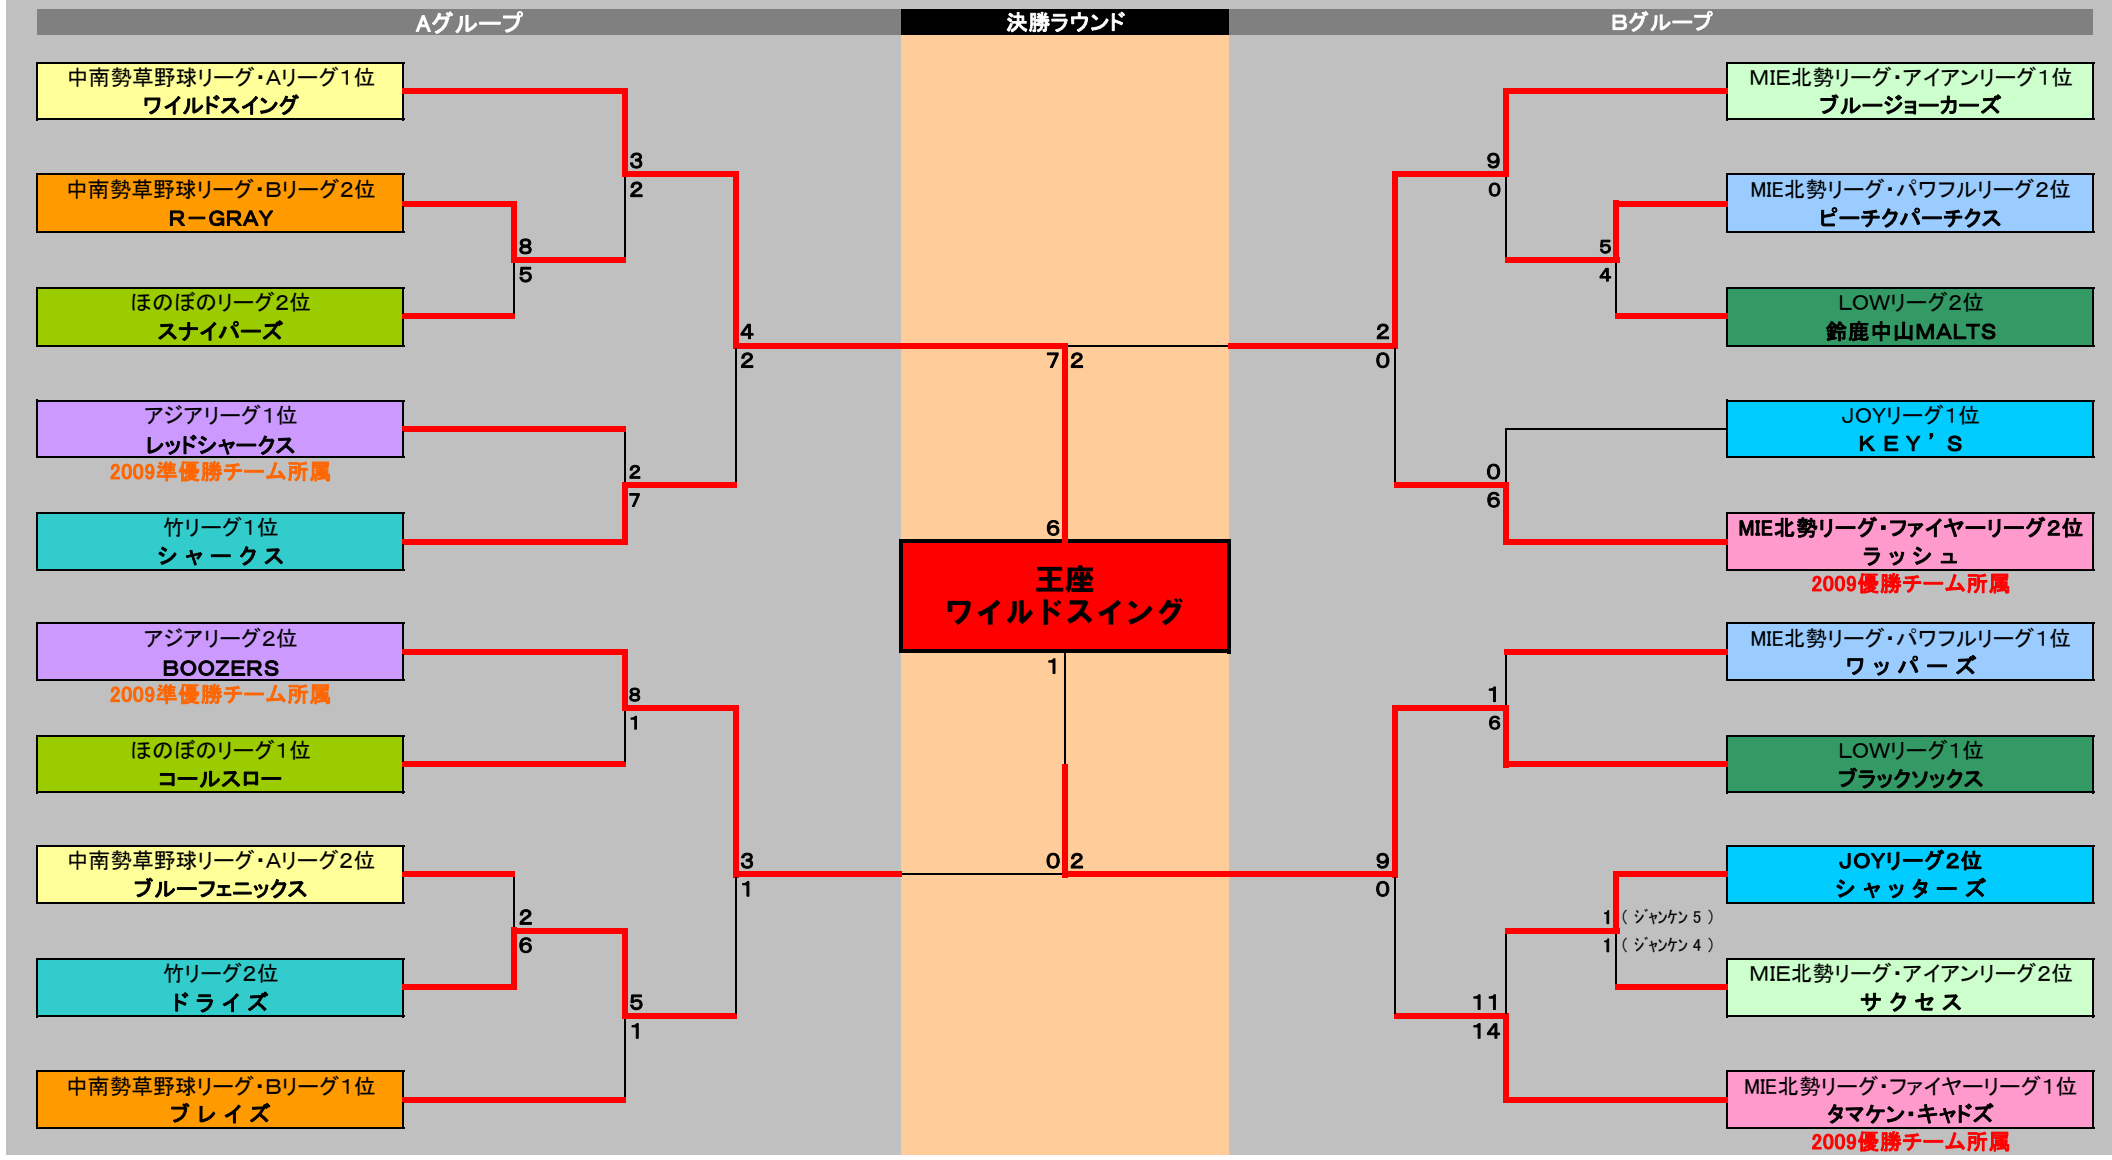 Aグループ
決勝ラウンド
Bグループ
中南勢草野球リーグ・Aリーグ1位
ワイルドスイング
3
2
中南勢草野球リーグ・Bリーグ2位
R－GRAY
8
5
ほのぼのリーグ2位
スナイパーズ
4
2
アジアリーグ1位
レッドシャークス
2009準優勝チーム所属
2
7
竹リーグ1位
シャークス
アジアリーグ2位
BOOZERS
2009準優勝チーム所属
8
1
ほのぼのリーグ1位
コールスロー
3
1
中南勢草野球リーグ・Aリーグ2位
ブルーフェニックス
2
6
竹リーグ2位
ドライズ
5
1
中南勢草野球リーグ・Bリーグ1位
ブレイズ
7 2
6
王座
ワイルドスイング
1
0 2
MIE北勢リーグ・アイアンリーグ1位
ブルージョーカーズ
9
0
MIE北勢リーグ・パワフルリーグ2位
ピーチクパーチクス
5
4
LOWリーグ2位
鈴鹿中山MALTS
2
0
JOYリーグ1位
KEY'S
0
6
MIE北勢リーグ・ファイヤーリーグ2位
ラッシュ
2009優勝チーム所属
MIE北勢リーグ・パワフルリーグ1位
ワッパーズ
1
6
LOWリーグ1位
ブラックソックス
9
0
JOYリーグ2位
シャッターズ
1（ジャンケン5）
1（ジャンケン4）
MIE北勢リーグ・アイアンリーグ2位
サクセス
11
14
MIE北勢リーグ・ファイヤーリーグ1位
タマケン・キャドズ
2009優勝チーム所属